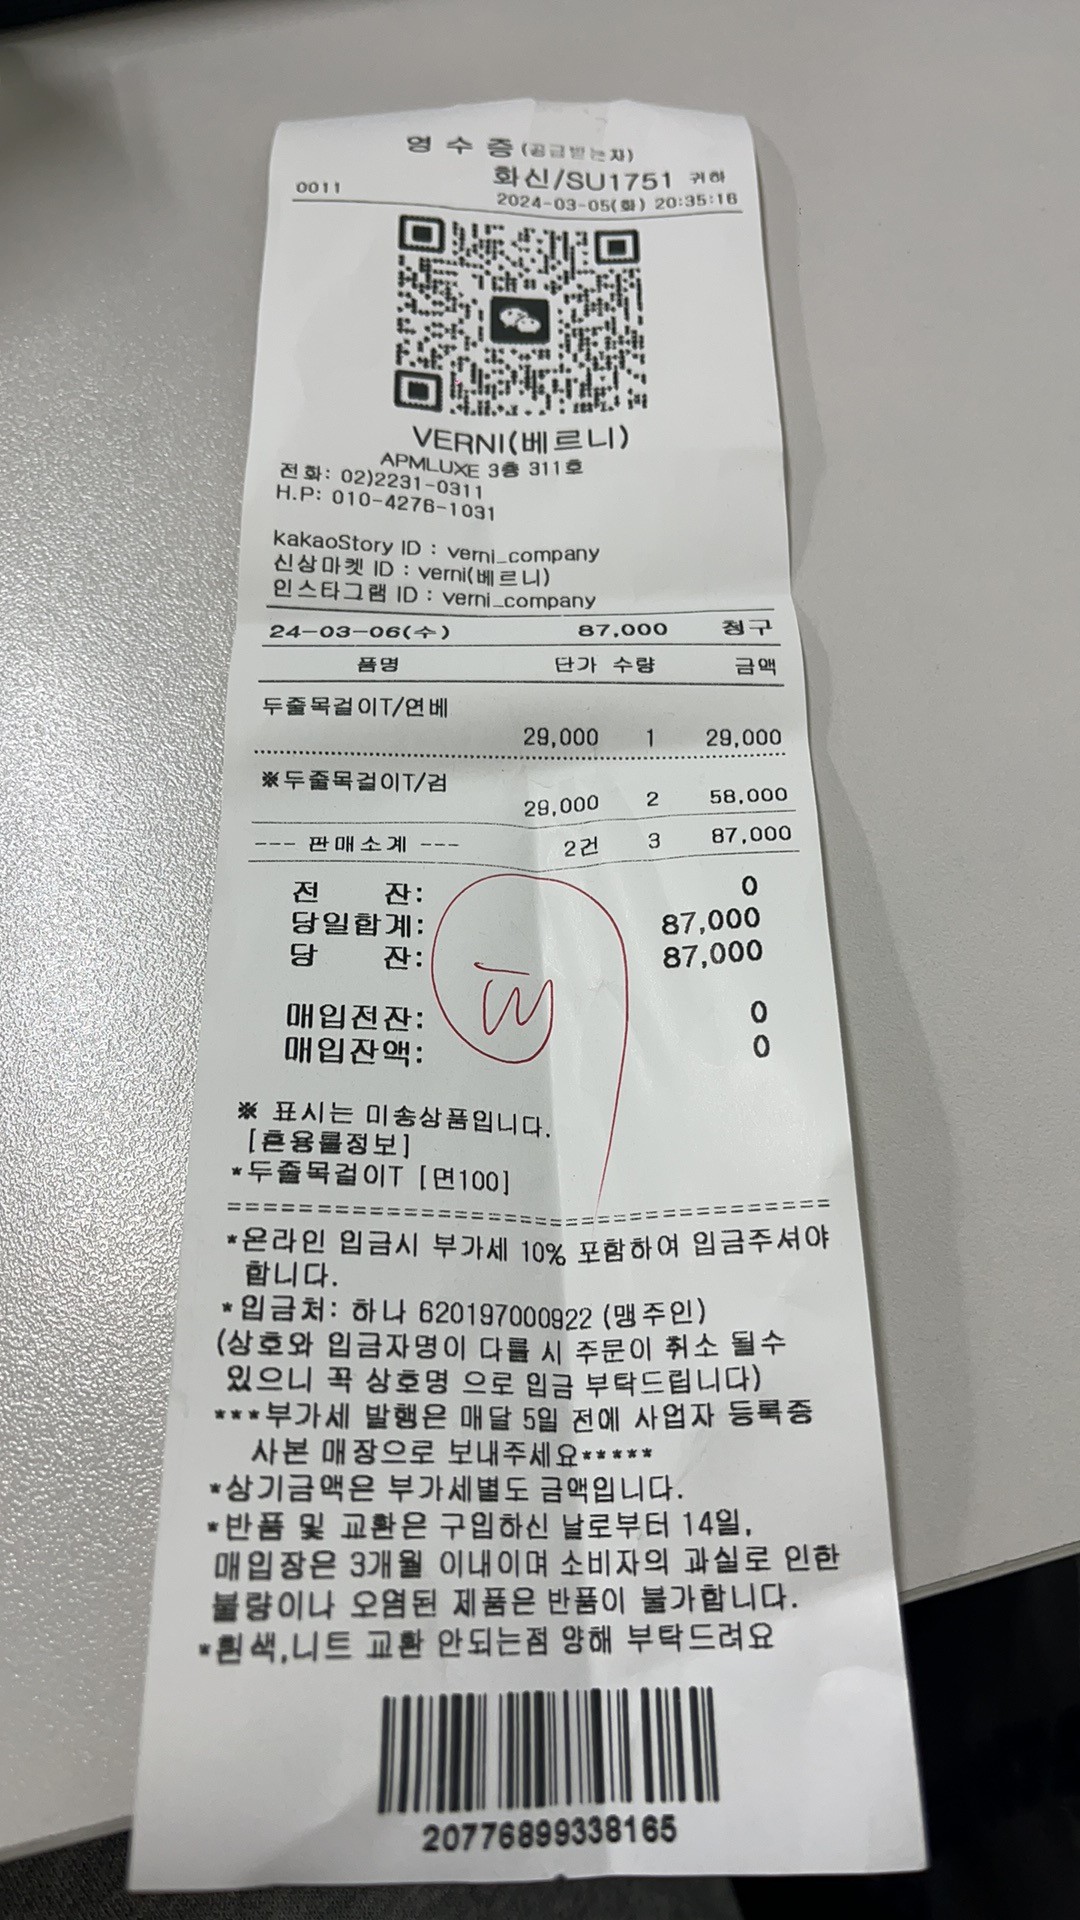 영 수 증 (공급받는자)
0011 화신/SU1751 귀하
2024-03-05(화) 20:35:16
VERNI(베르니)
APMLUXE 3층 311호
전화: 02)2231-0311
H.P: 010-4276-1031
kakaoStory ID : verni_company
신상마켓 ID : verni(베르니)
인스타그램 ID : verni_company
24-03-06(수) 87,000 청구
품명 단가 수량 금액
두줄목걸이T/연베
29,000 1 29,000
※두줄목걸이T/검
29,000 2 58,000
--- 판매소계 --- 2건 3 87,000
전 잔: 0
당일합계: 87,000
당 잔: 87,000
매입전잔: 0
매입잔액: 0
※ 표시는 미송상품입니다.
[혼용률정보]
*두줄목걸이T [면100]
====================================
*온라인 입금시 부가세 10% 포함하여 입금주셔야
합니다.
*입금처: 하나 620197000922 (맹주인)
(상호와 입금자명이 다를 시 주문이 취소 될수
있으니 꼭 상호명 으로 입금 부탁드립니다)
***부가세 발행은 매달 5일 전에 사업자 등록증
사본 매장으로 보내주세요*****
*상기금액은 부가세별도 금액입니다.
*반품 및 교환은 구입하신 날로부터 14일,
매입장은 3개월 이내이며 소비자의 과실로 인한
불량이나 오염된 제품은 반품이 불가합니다.
*흰색,니트 교환 안되는점 양해 부탁드려요
20776899338165